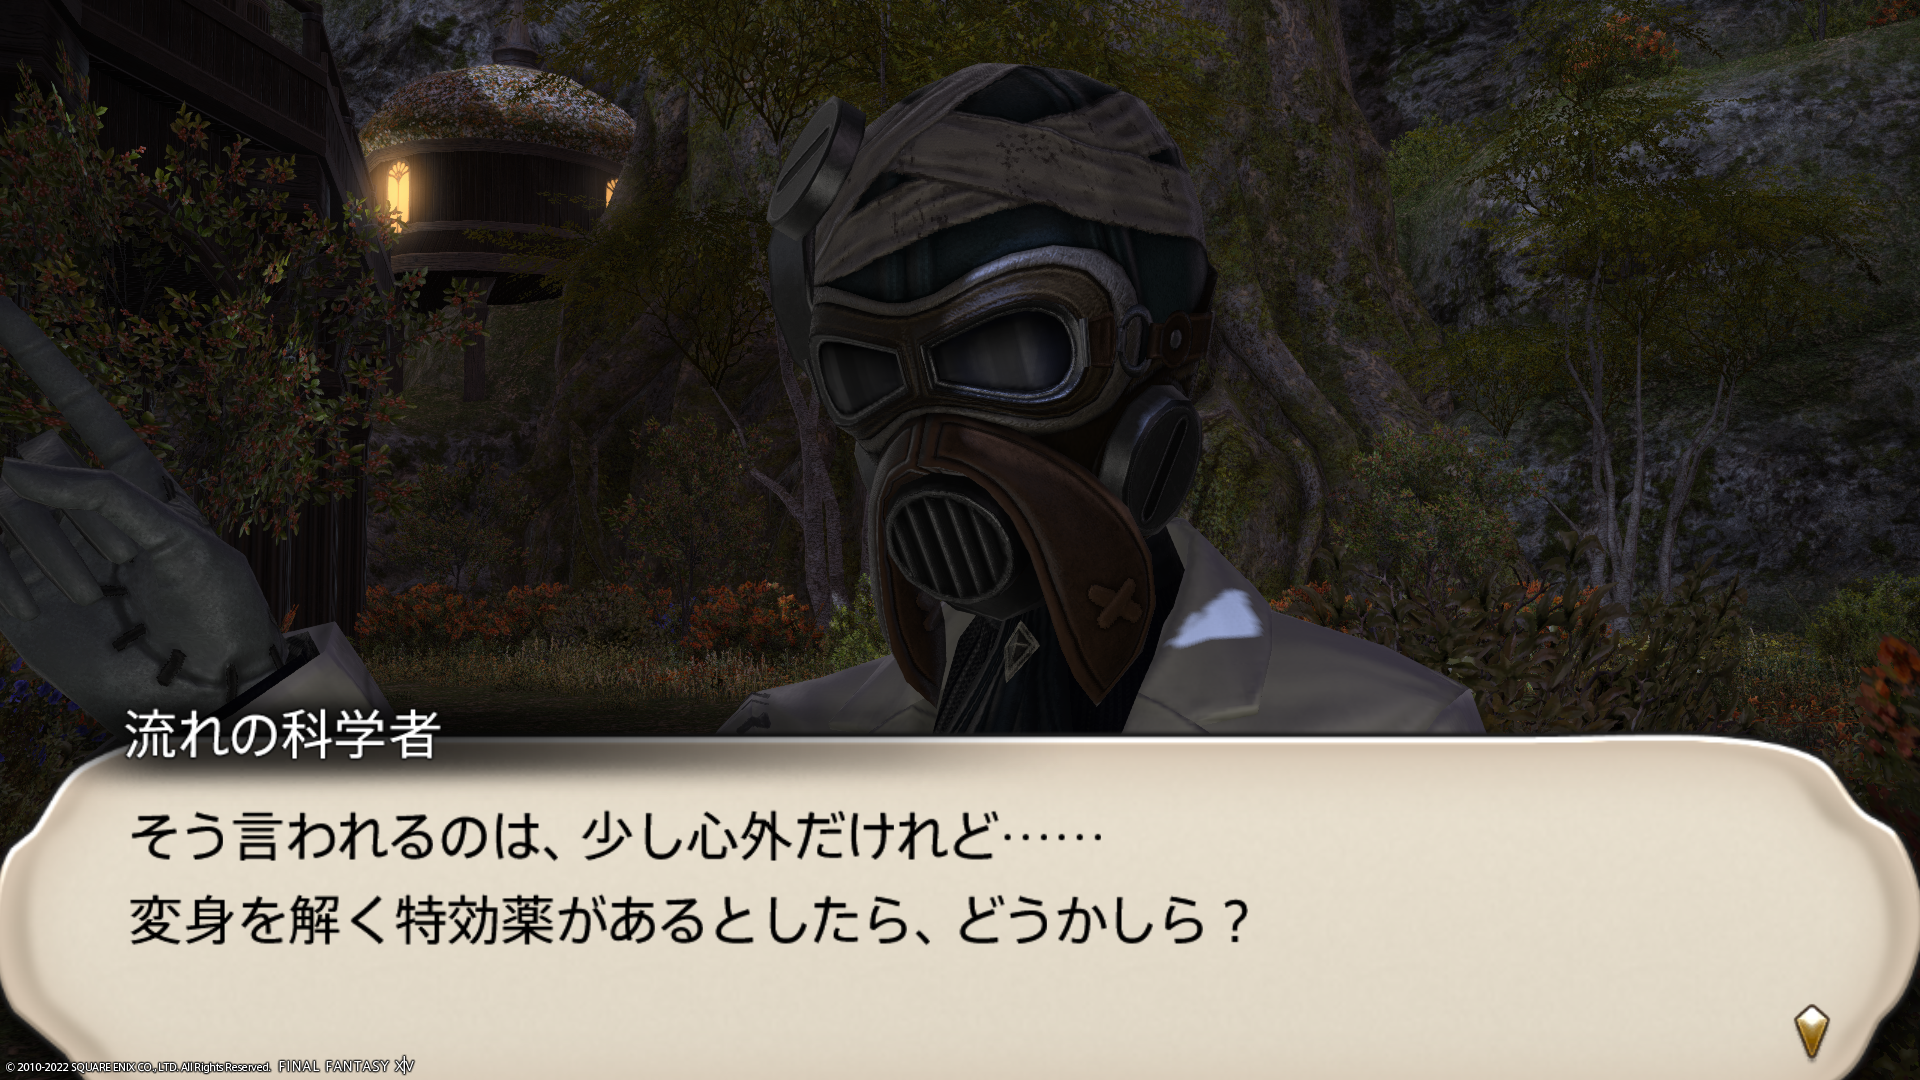 流れの科学者
そう言われるのは、少し心外だけれど……
変身を解く特効薬があるとしたら、どうかしら？
© 2010-2022 SQUARE ENIX CO., LTD. All Rights Reserved. FINAL FANTASY XIV